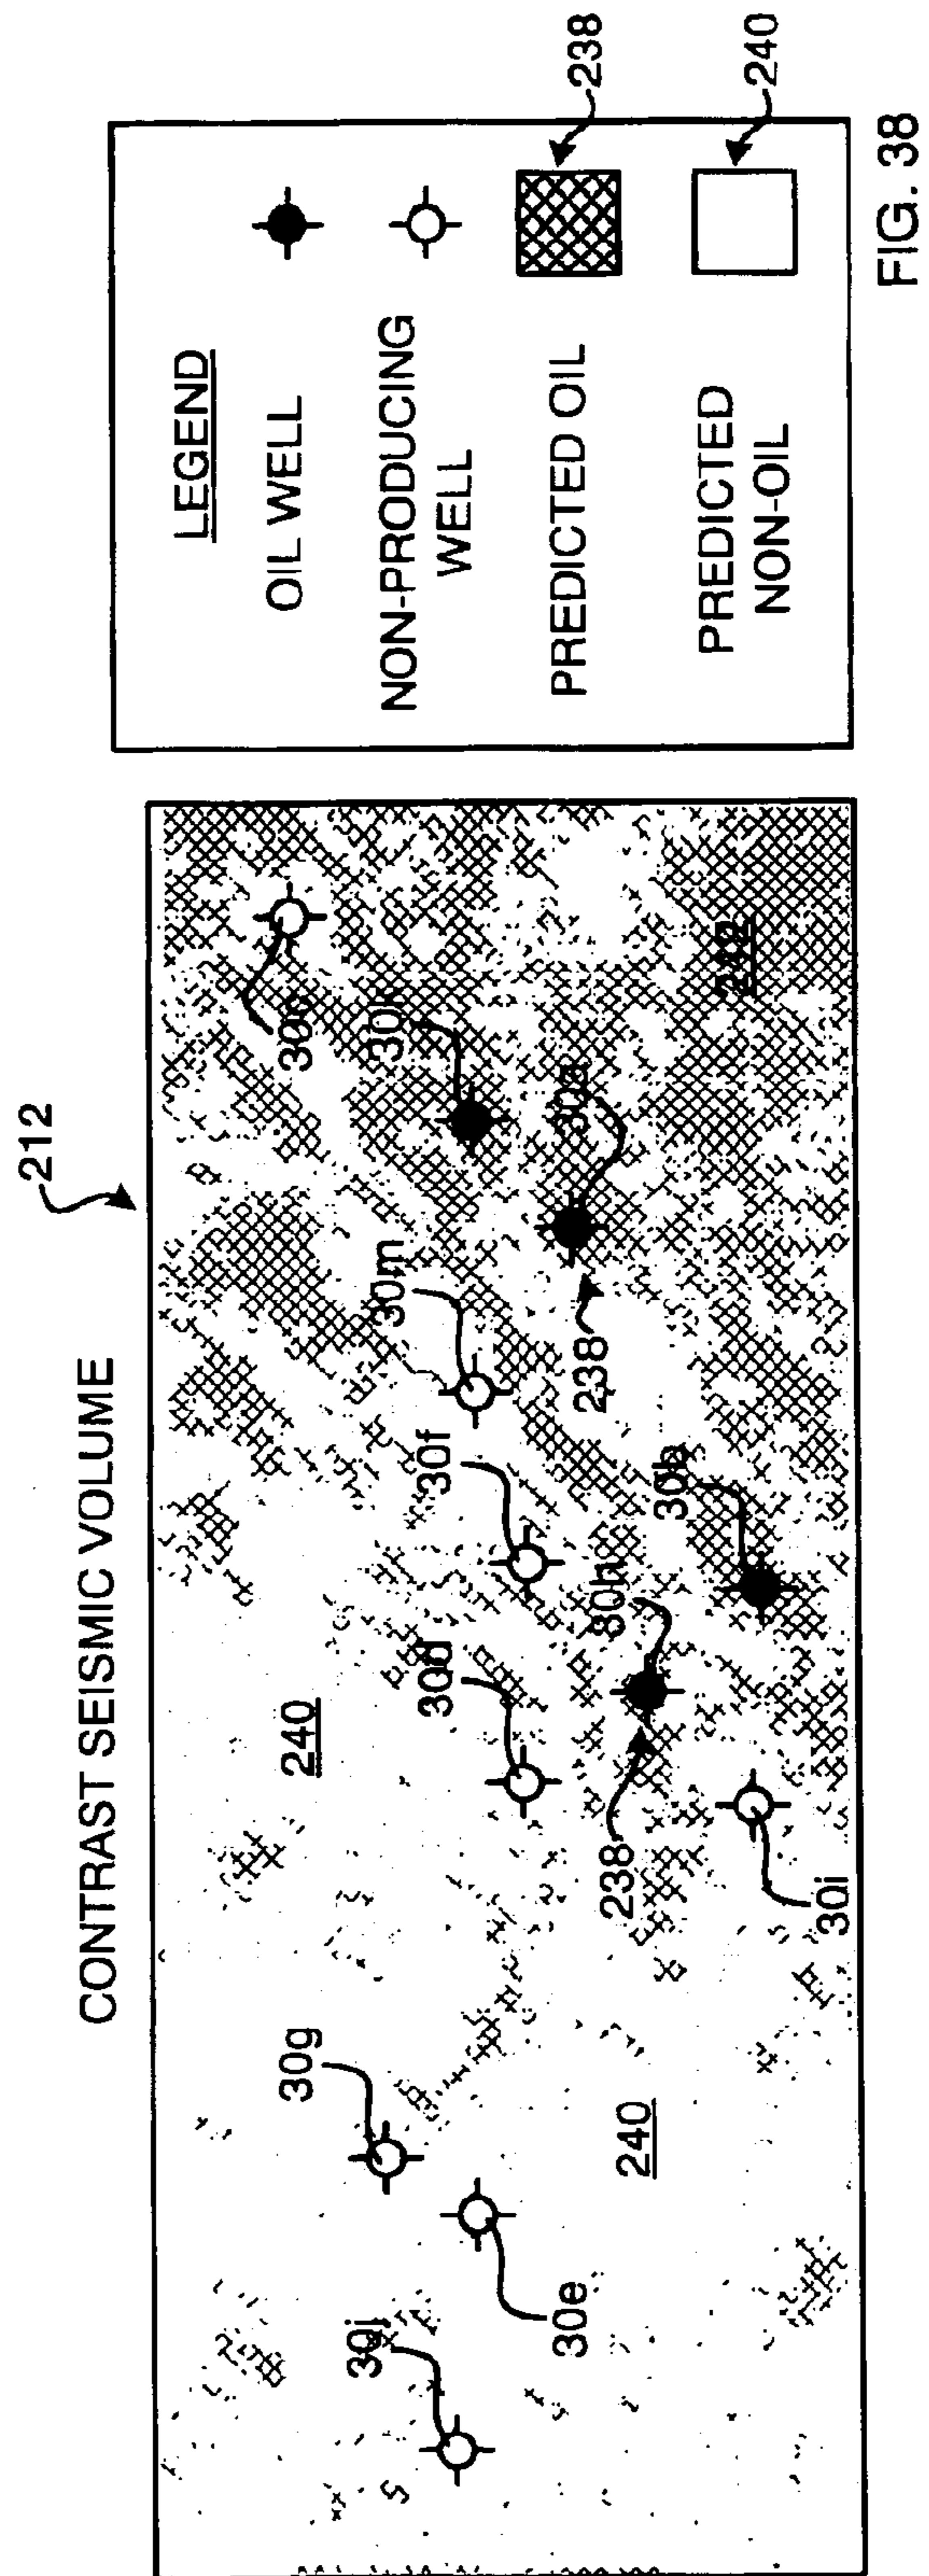 CONTRAST SEISMIC VOLUME
212
30j
30e
30g
240
240
30i
238
30d
30h
30f
30b
30m
238
30a
30c
LEGEND
OIL WELL
NON-PRODUCING
WELL
PREDICTED OIL
238
PREDICTED
NON-OIL
240
FIG. 38